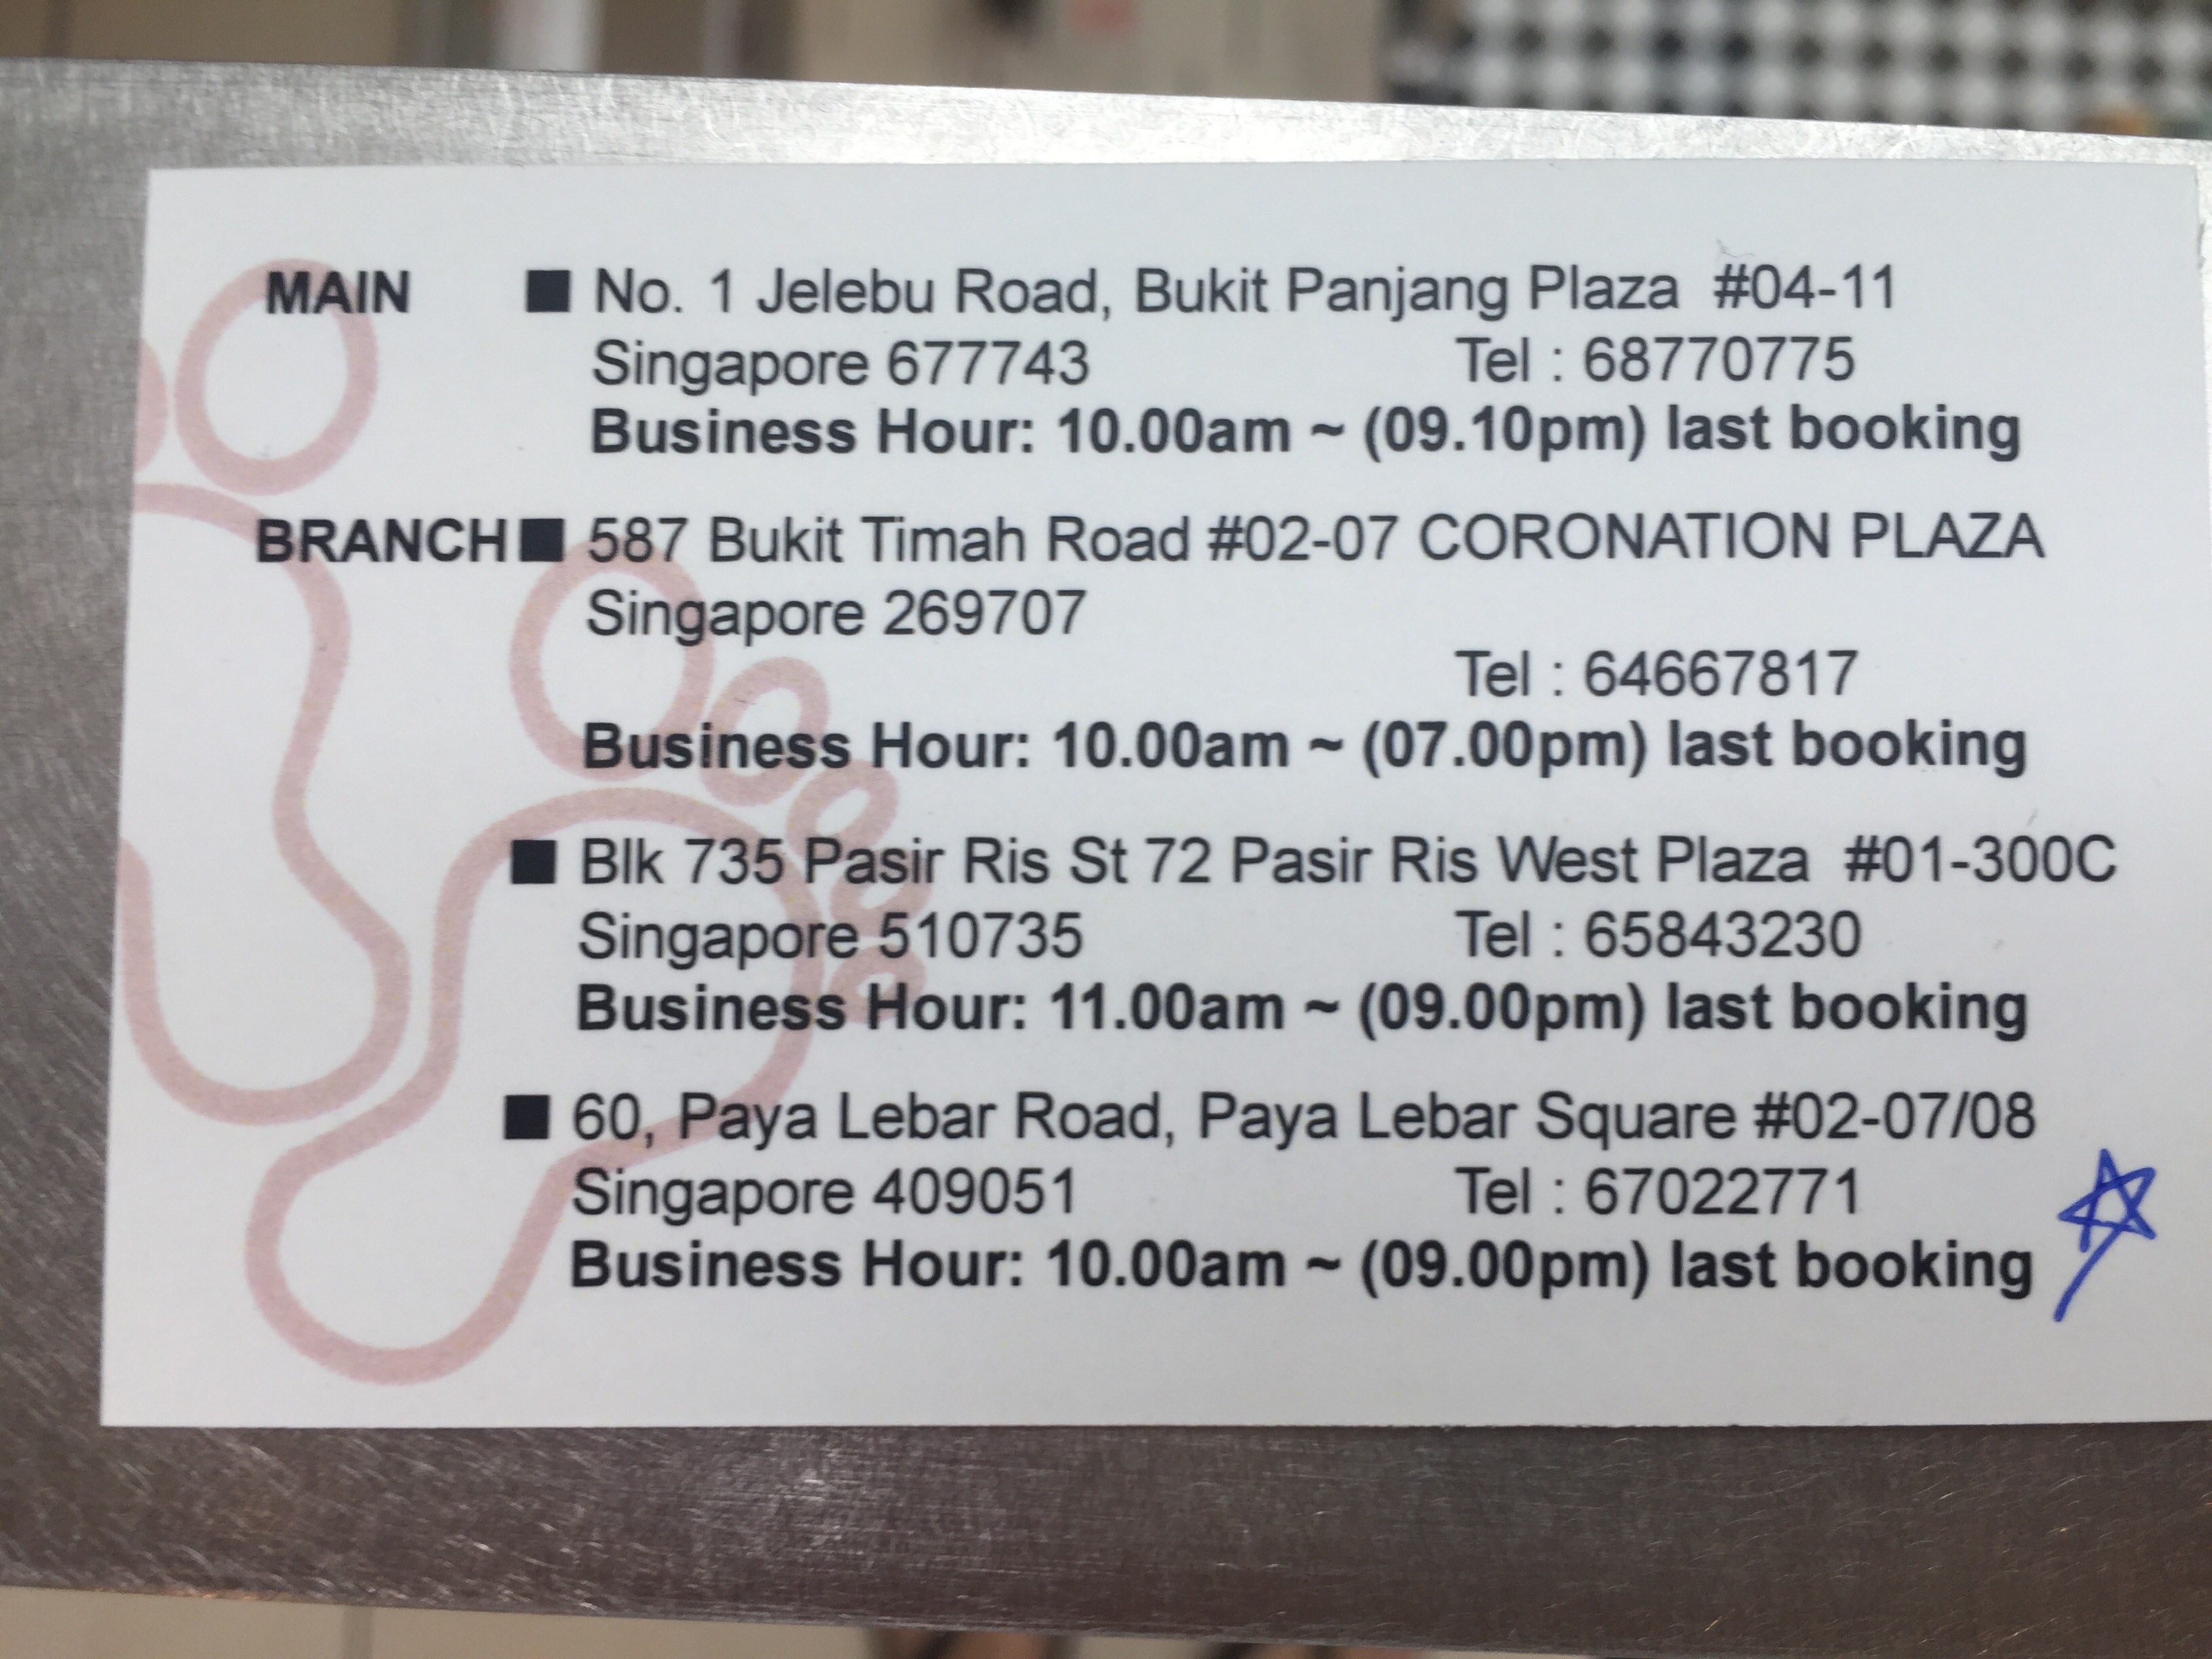 MAIN ■ No. 1 Jelebu Road, Bukit Panjang Plaza #04-11
Singapore 677743 Tel : 68770775
Business Hour: 10.00am ~ (09.10pm) last booking
BRANCH ■ 587 Bukit Timah Road #02-07 CORONATION PLAZA
Singapore 269707
Tel : 64667817
Business Hour: 10.00am ~ (07.00pm) last booking
■ Blk 735 Pasir Ris St 72 Pasir Ris West Plaza #01-300C
Singapore 510735 Tel : 65843230
Business Hour: 11.00am ~ (09.00pm) last booking
■ 60, Paya Lebar Road, Paya Lebar Square #02-07/08
Singapore 409051 Tel : 67022771
Business Hour: 10.00am ~ (09.00pm) last booking